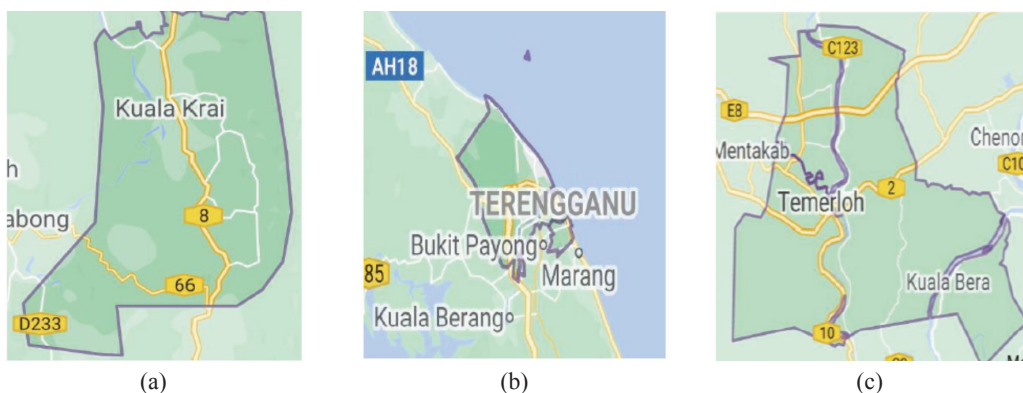 Kuala Krai
h
abong
8
66
D233
(a)
AH18
TERENGGANU
Bukit Payong
Marang
85
Kuala Berang
(b)
C123
E8
Mentakab
Chenor
C10
2
Temerloh
Kuala Bera
10
(c)